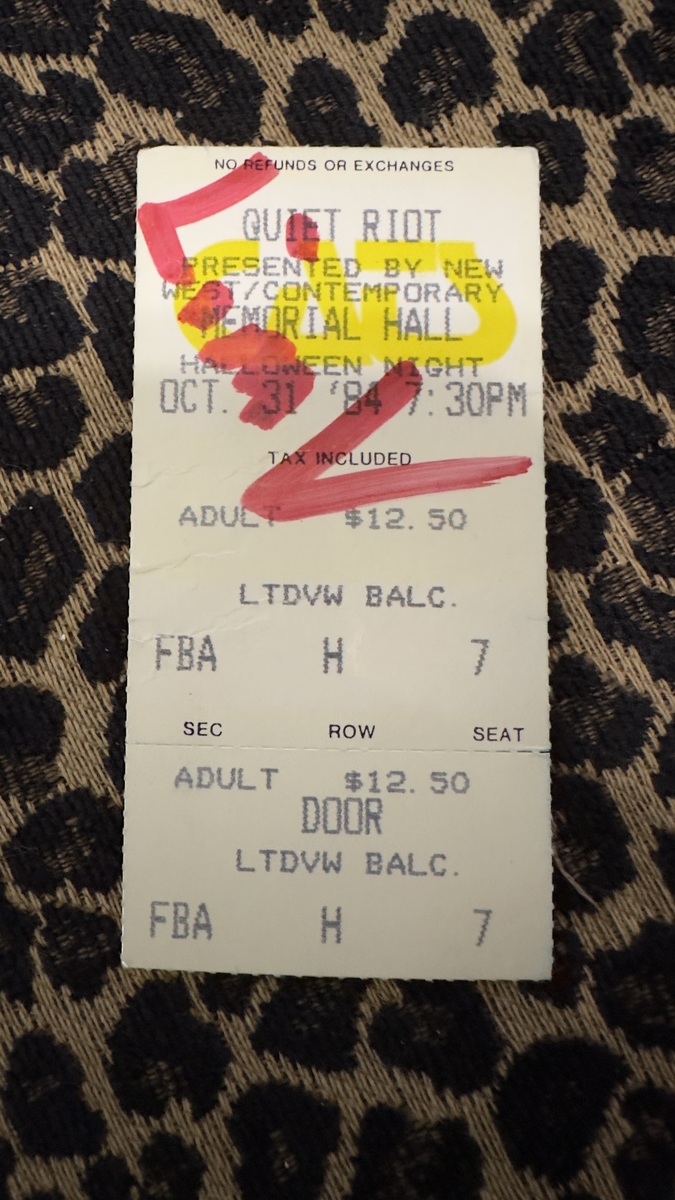 NO REFUNDS OR EXCHANGES
QUIET RIOT
PRESENTED BY NEW
WEST/CONTEMPORARY
MEMORIAL HALL
HALLOWEEN NIGHT
OCT. 31 '84 7:30PM
TAX INCLUDED
ADULT $12.50
LTDVW BALC.
FBA H 7
SEC ROW SEAT
ADULT $12.50
DOOR
LTDVW BALC.
FBA H 7